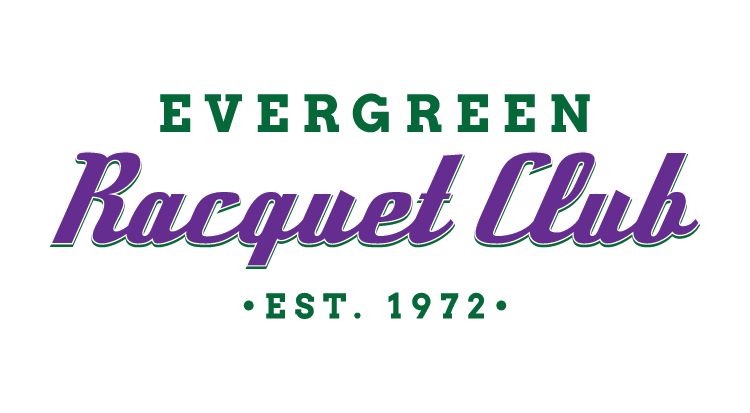 EVERGREEN
Racquet Club
•EST. 1972•